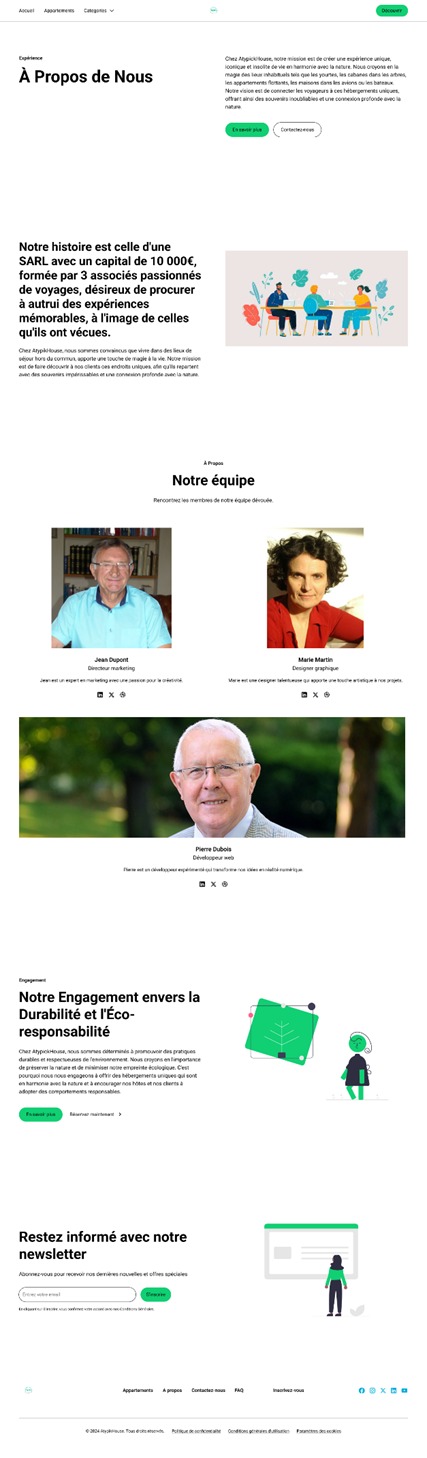 Accueil Appartements Catégories
Découvrir
Expérience
À Propos de Nous
Chez AtypickHouse, notre mission est de créer une expérience unique,
iconique et insolite de vie en harmonie avec la nature. Nous croyons en la
magie des lieux inhabituels tels que les yourtes, les cabanes dans les arbres,
les appartements flottants, les maisons dans les avions ou les bateaux.
Notre vision est de connecter les voyageurs à ces hébergements uniques,
offrant ainsi des souvenirs inoubliables et une connexion profonde avec la
nature.
En savoir plus
Contactez-nous
Notre histoire est celle d'une
SARL avec un capital de 10 000€,
formée par 3 associés passionnés
de voyages, désireux de procurer
à autrui des expériences
mémorables, à l'image de celles
qu'ils ont vécues.
Chez AtypikHouse, nous sommes convaincus que vivre dans des lieux de
séjour hors du commun, apporte une touche de magie à la vie. Notre mission
est de faire découvrir à nos clients ces endroits uniques, afin qu'ils repartent
avec des souvenirs impérissables et une connexion profonde avec la nature.
À Propos
Notre équipe
Rencontrez les membres de notre équipe dévouée.
Jean Dupont
Directeur marketing
Jean est un expert en marketing avec une passion pour la créativité.
Marie Martin
Designer graphique
Marie est une designer talentueuse qui apporte une touche artistique à nos projets.
Pierre Dubois
Développeur web
Pierre est un développeur expérimenté qui transforme nos idées en réalité numérique.
Engagement
Notre Engagement envers la
Durabilité et l'Éco-
responsabilité
Chez AtypickHouse, nous sommes déterminés à promouvoir des pratiques
durables et respectueuses de l'environnement. Nous croyons en l'importance
de préserver la nature et de minimiser notre empreinte écologique. C'est
pourquoi nous nous engageons à offrir des hébergements uniques qui sont
en harmonie avec la nature et à encourager nos hôtes et nos clients à
adopter des comportements responsables.
En savoir plus
Réserver maintenant
Restez informé avec notre
newsletter
Abonnez-vous pour recevoir nos dernières nouvelles et offres spéciales
Entrez votre email
S'inscrire
Appartements A propos Contactez-nous FAQ Inscrivez-vous
© 2024 AtypikHouse. Tous droits réservés. Politique de confidentialité Conditions générales d'utilisation Paramètres des cookies